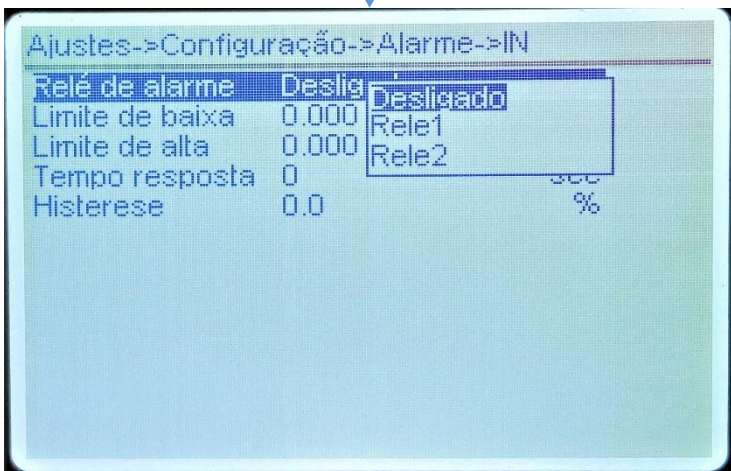 Ajustes->Configuração->Alarme->IN
Relé de alarme Deslig
Desligado
Limite de baixa 0.000
Rele1
Limite de alta 0.000
Rele2
Tempo resposta 0
Histerese 0.0 %